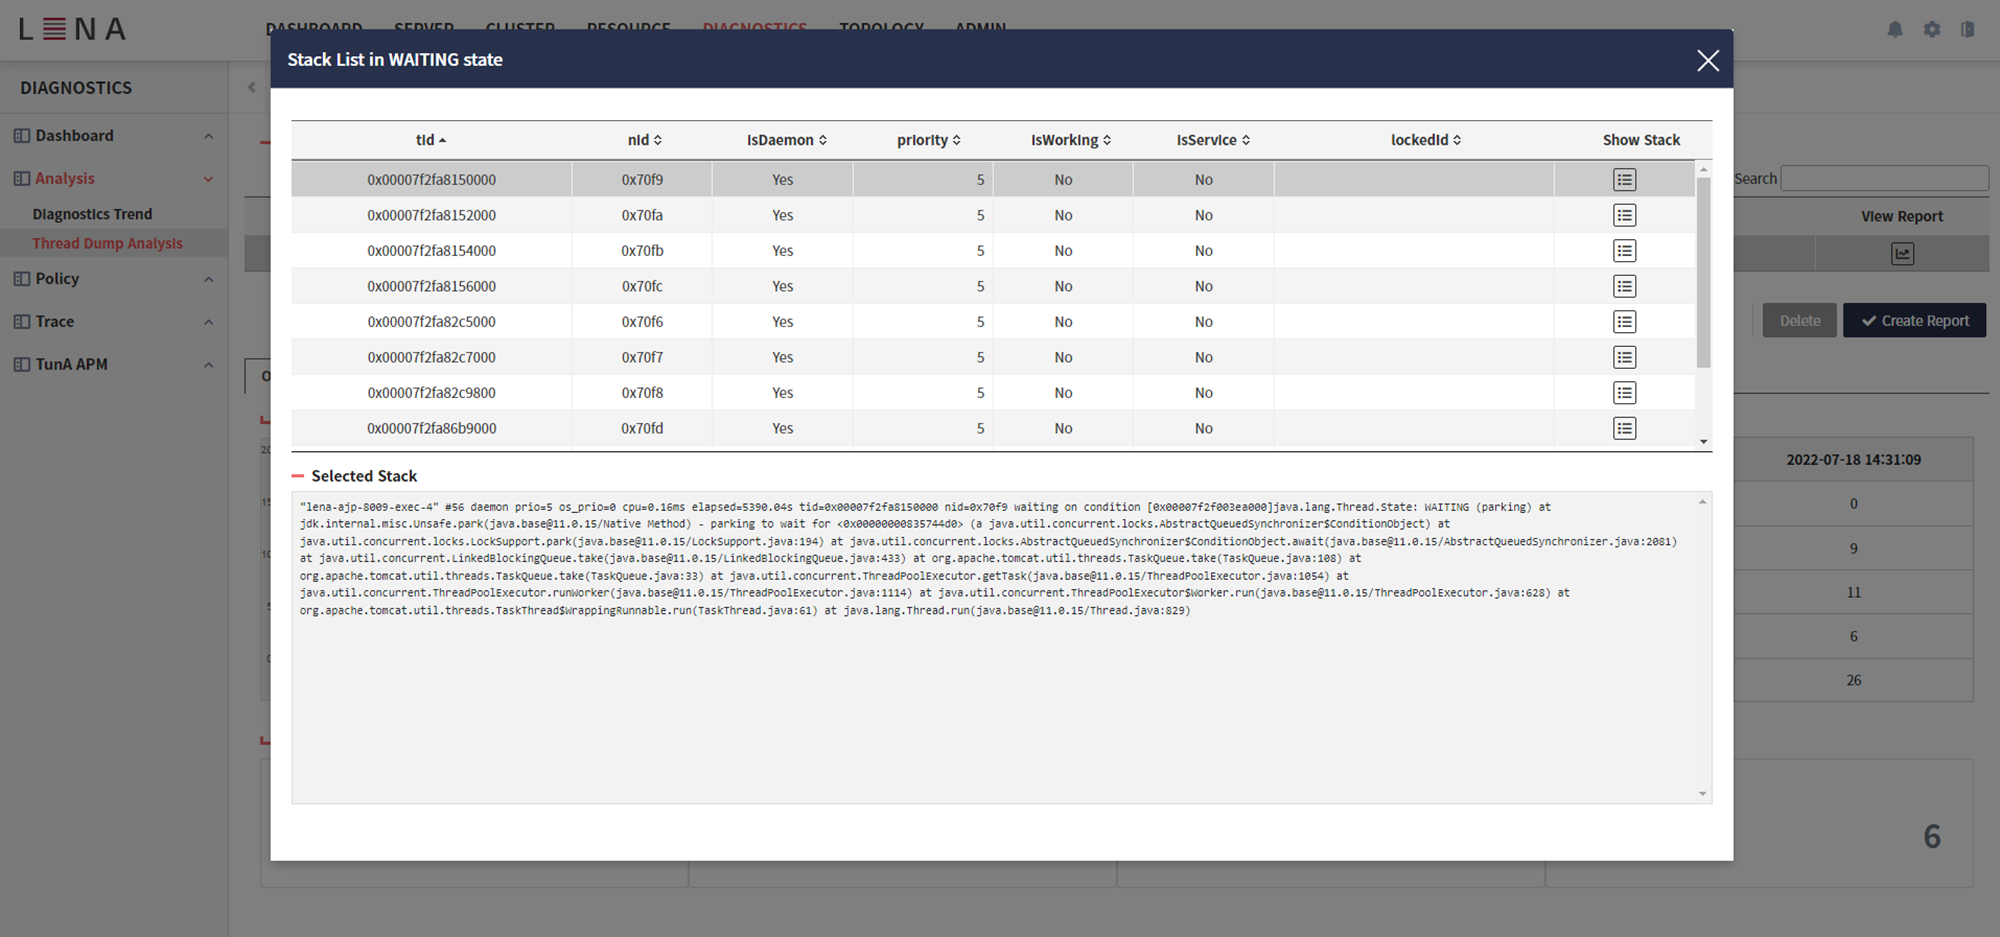 LENA
DASHBOARD SERVER CLUSTER RESOURCE DIAGNOSTICS TOPOLOGY ADMIN
Stack List in WAITING state
DIAGNOSTICS
Dashboard
Analysis
Diagnostics Trend
Thread Dump Analysis
Policy
Trace
TunA APM
tid nid isDaemon priority isWorking isService lockedId Show Stack
0x00007f2fa8150000 0x70f9 Yes 5 No No
0x00007f2fa8152000 0x70fa Yes 5 No No
0x00007f2fa8154000 0x70fb Yes 5 No No
0x00007f2fa8156000 0x70fc Yes 5 No No
0x00007f2fa82c5000 0x70f6 Yes 5 No No
0x00007f2fa82c7000 0x70f7 Yes 5 No No
0x00007f2fa82c9800 0x70f8 Yes 5 No No
0x00007f2fa86b9000 0x70fd Yes 5 No No
Search
View Report
Delete Create Report
Selected Stack
"lena-ajp-8009-exec-4" #56 daemon prio=5 os_prio=0 cpu=0.16ms elapsed=5390.04s tid=0x00007f2fa8150000 nid=0x70f9 waiting on condition [0x00007f2f003ea000]java.lang.Thread.State: WAITING (parking) at
jdk.internal.misc.Unsafe.park(java.base@11.0.15/Native Method) - parking to wait for <0x00000000835744d0> (a java.util.concurrent.locks.AbstractQueuedSynchronizer$ConditionObject) at
java.util.concurrent.locks.LockSupport.park(java.base@11.0.15/LockSupport.java:194) at java.util.concurrent.locks.AbstractQueuedSynchronizer$ConditionObject.await(java.base@11.0.15/AbstractQueuedSynchronizer.java:2081)
at java.util.concurrent.LinkedBlockingQueue.take(java.base@11.0.15/LinkedBlockingQueue.java:433) at org.apache.tomcat.util.threads.TaskQueue.take(TaskQueue.java:108) at
org.apache.tomcat.util.threads.TaskQueue.take(TaskQueue.java:33) at java.util.concurrent.ThreadPoolExecutor.getTask(java.base@11.0.15/ThreadPoolExecutor.java:1054) at
java.util.concurrent.ThreadPoolExecutor.runWorker(java.base@11.0.15/ThreadPoolExecutor.java:1114) at java.util.concurrent.ThreadPoolExecutor$Worker.run(java.base@11.0.15/ThreadPoolExecutor.java:628) at
org.apache.tomcat.util.threads.TaskThread$WrappingRunnable.run(TaskThread.java:61) at java.lang.Thread.run(java.base@11.0.15/Thread.java:829)
2022-07-18 14:31:09
0
9
11
6
26
6